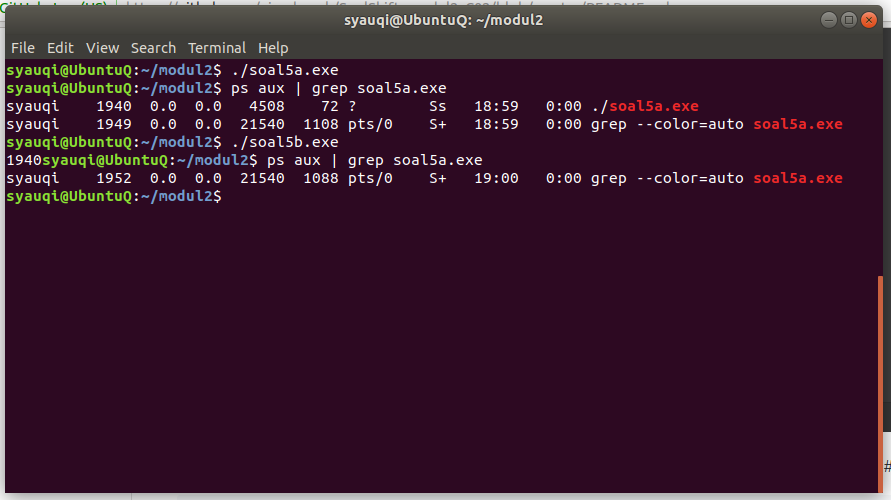 syauqi@UbuntuQ: ~/modul2
File Edit View Search Terminal Help
syauqi@UbuntuQ:~/modul2$ ./soal5a.exe
syauqi@UbuntuQ:~/modul2$ ps aux | grep soal5a.exe
syauqi    1940  0.0  0.0   4508    72 ?        Ss   18:59   0:00 ./soal5a.exe
syauqi    1949  0.0  0.0  21540  1108 pts/0    S+   18:59   0:00 grep --color=auto soal5a.exe
syauqi@UbuntuQ:~/modul2$ ./soal5b.exe
1940syauqi@UbuntuQ:~/modul2$ ps aux | grep soal5a.exe
syauqi    1952  0.0  0.0  21540  1088 pts/0    S+   19:00   0:00 grep --color=auto soal5a.exe
syauqi@UbuntuQ:~/modul2$
#